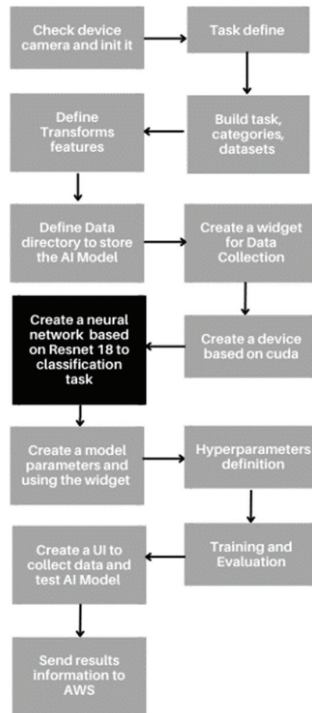 Check device
camera and init it
Task define
Build task,
categories,
datasets
Define
Transforms
features
Define Data
directory to store
the AI Model
Create a widget
for Data
Collection
Create a device
based on cuda
Create a neural
network based
on Resnet 18 to
classification
task
Create a model
parameters and
using the widget
Hyperparameters
definition
Training and
Evaluation
Create a UI to
collect data and
test AI Model
Send results
information to
AWS